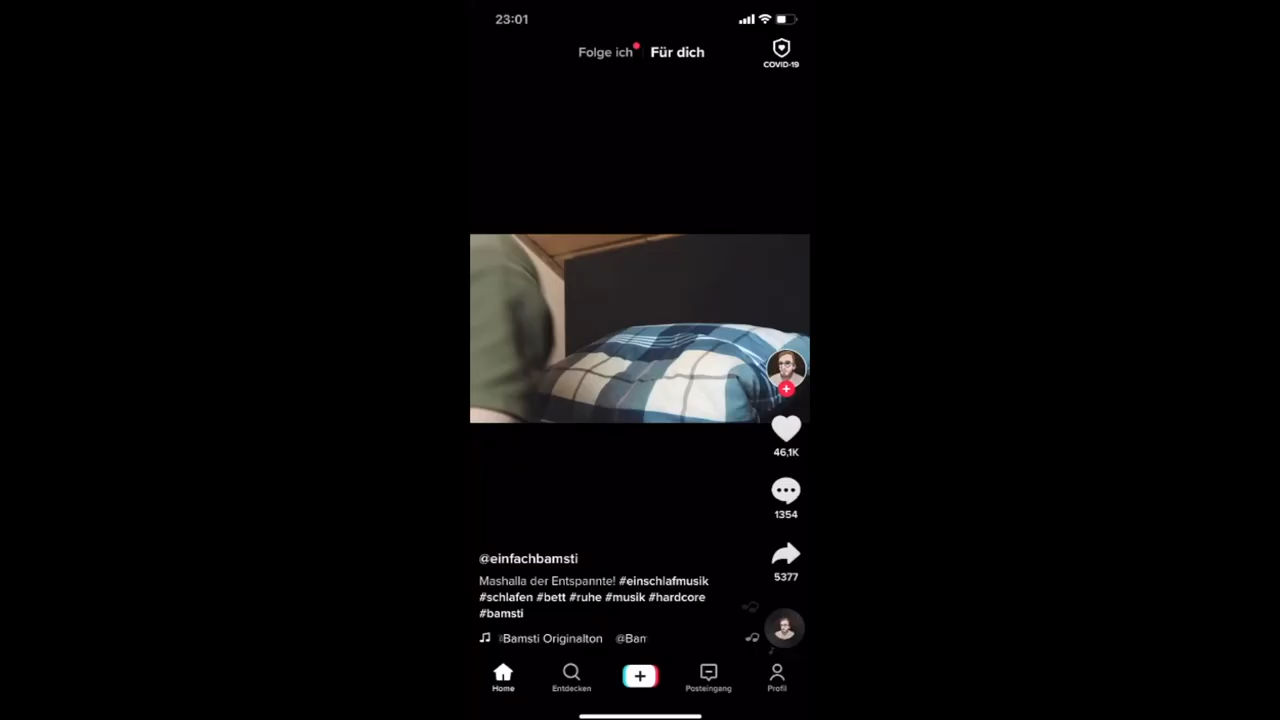 23:01
Folge ich
Für dich
COVID-19
46,1K
1354
5377
@einfachbamsti
Mashalla der Entspannte! #einschlafmusik
#schlafen #bett #ruhe #musik #hardcore
#bamsti
Bamsti Originalton @Bam
Home
Entdecken
Posteingang
Profil